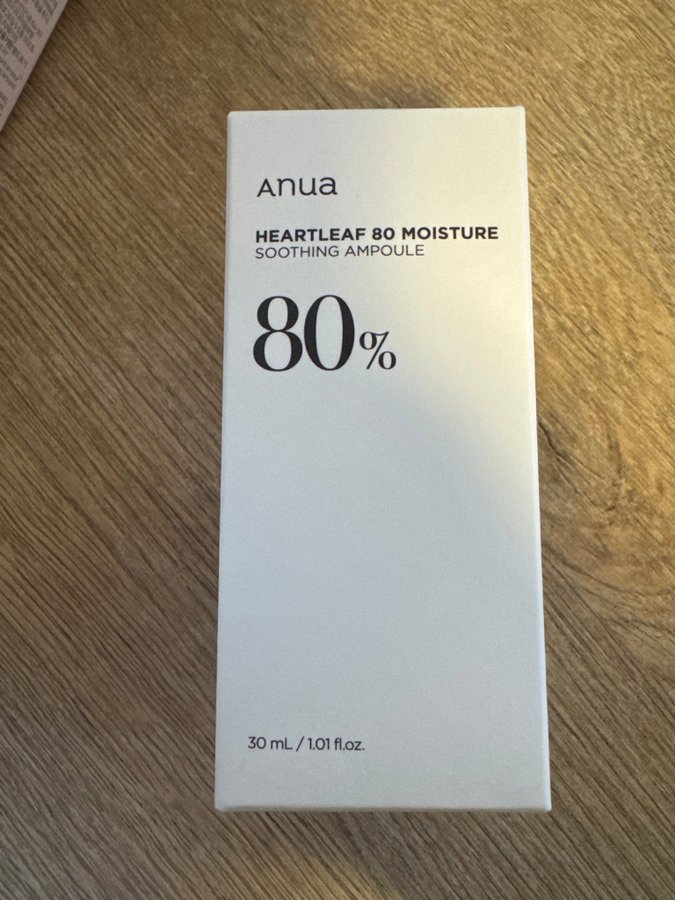 Anua
HEARTLEAF 80 MOISTURE
SOOTHING AMPOULE
80%
30 mL / 1.01 fl.oz.